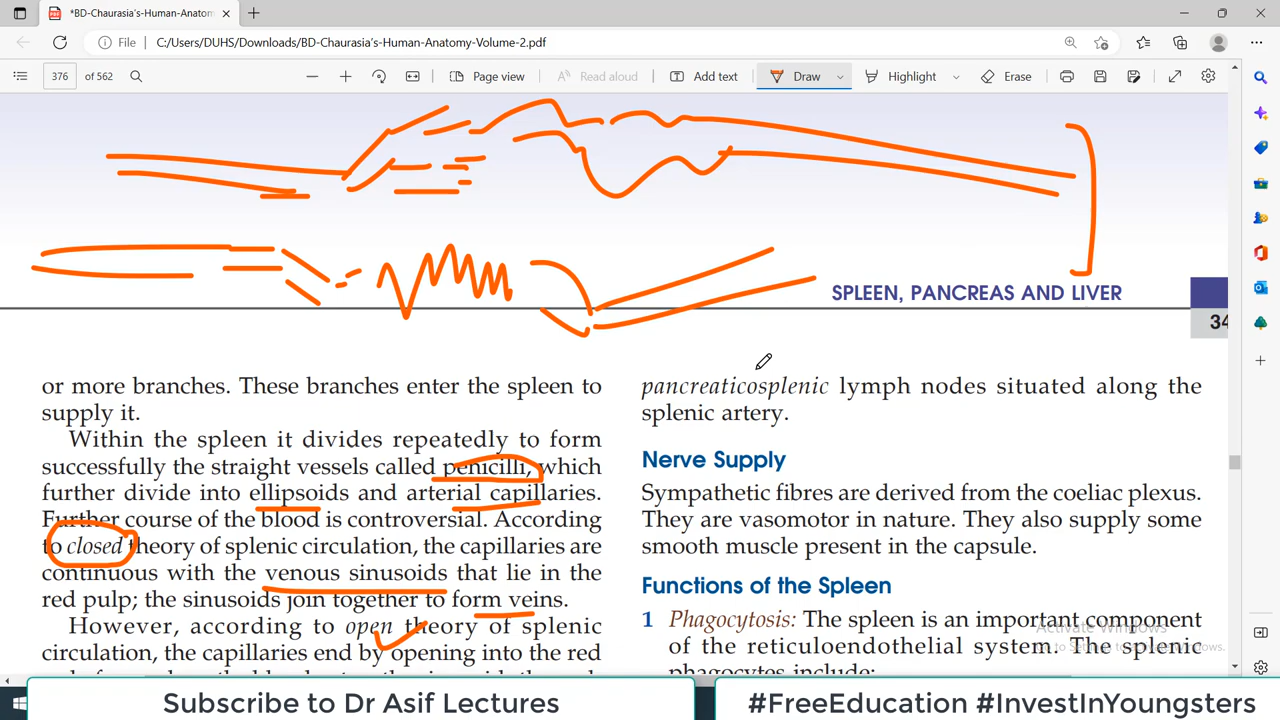 *BD-Chaurasia's-Human-Anatom
File
C:/Users/DUHS/Downloads/BD-Chaurasia's-Human-Anatomy-Volume-2.pdf
376 of 562
Page view
Read aloud
Add text
Draw
Highlight
Erase
SPLEEN, PANCREAS AND LIVER
34
or more branches. These branches enter the spleen to
supply it.
Within the spleen it divides repeatedly to form
successfully the straight vessels called penicilli, which
further divide into ellipsoids and arterial capillaries.
Further course of the blood is controversial. According
to closed theory of splenic circulation, the capillaries are
continuous with the venous sinusoids that lie in the
red pulp; the sinusoids join together to form veins.
However, according to open theory of splenic
circulation, the capillaries end by opening into the red
pancreaticosplenic lymph nodes situated along the
splenic artery.
Nerve Supply
Sympathetic fibres are derived from the coeliac plexus.
They are vasomotor in nature. They also supply some
smooth muscle present in the capsule.
Functions of the Spleen
1 Phagocytosis: The spleen is an important component
of the reticuloendothelial system. The splenic
phagocytes include:
Activate Windows
Go to Settings to activate Windows.
Subscribe to Dr Asif Lectures
#FreeEducation #InvestInYoungsters